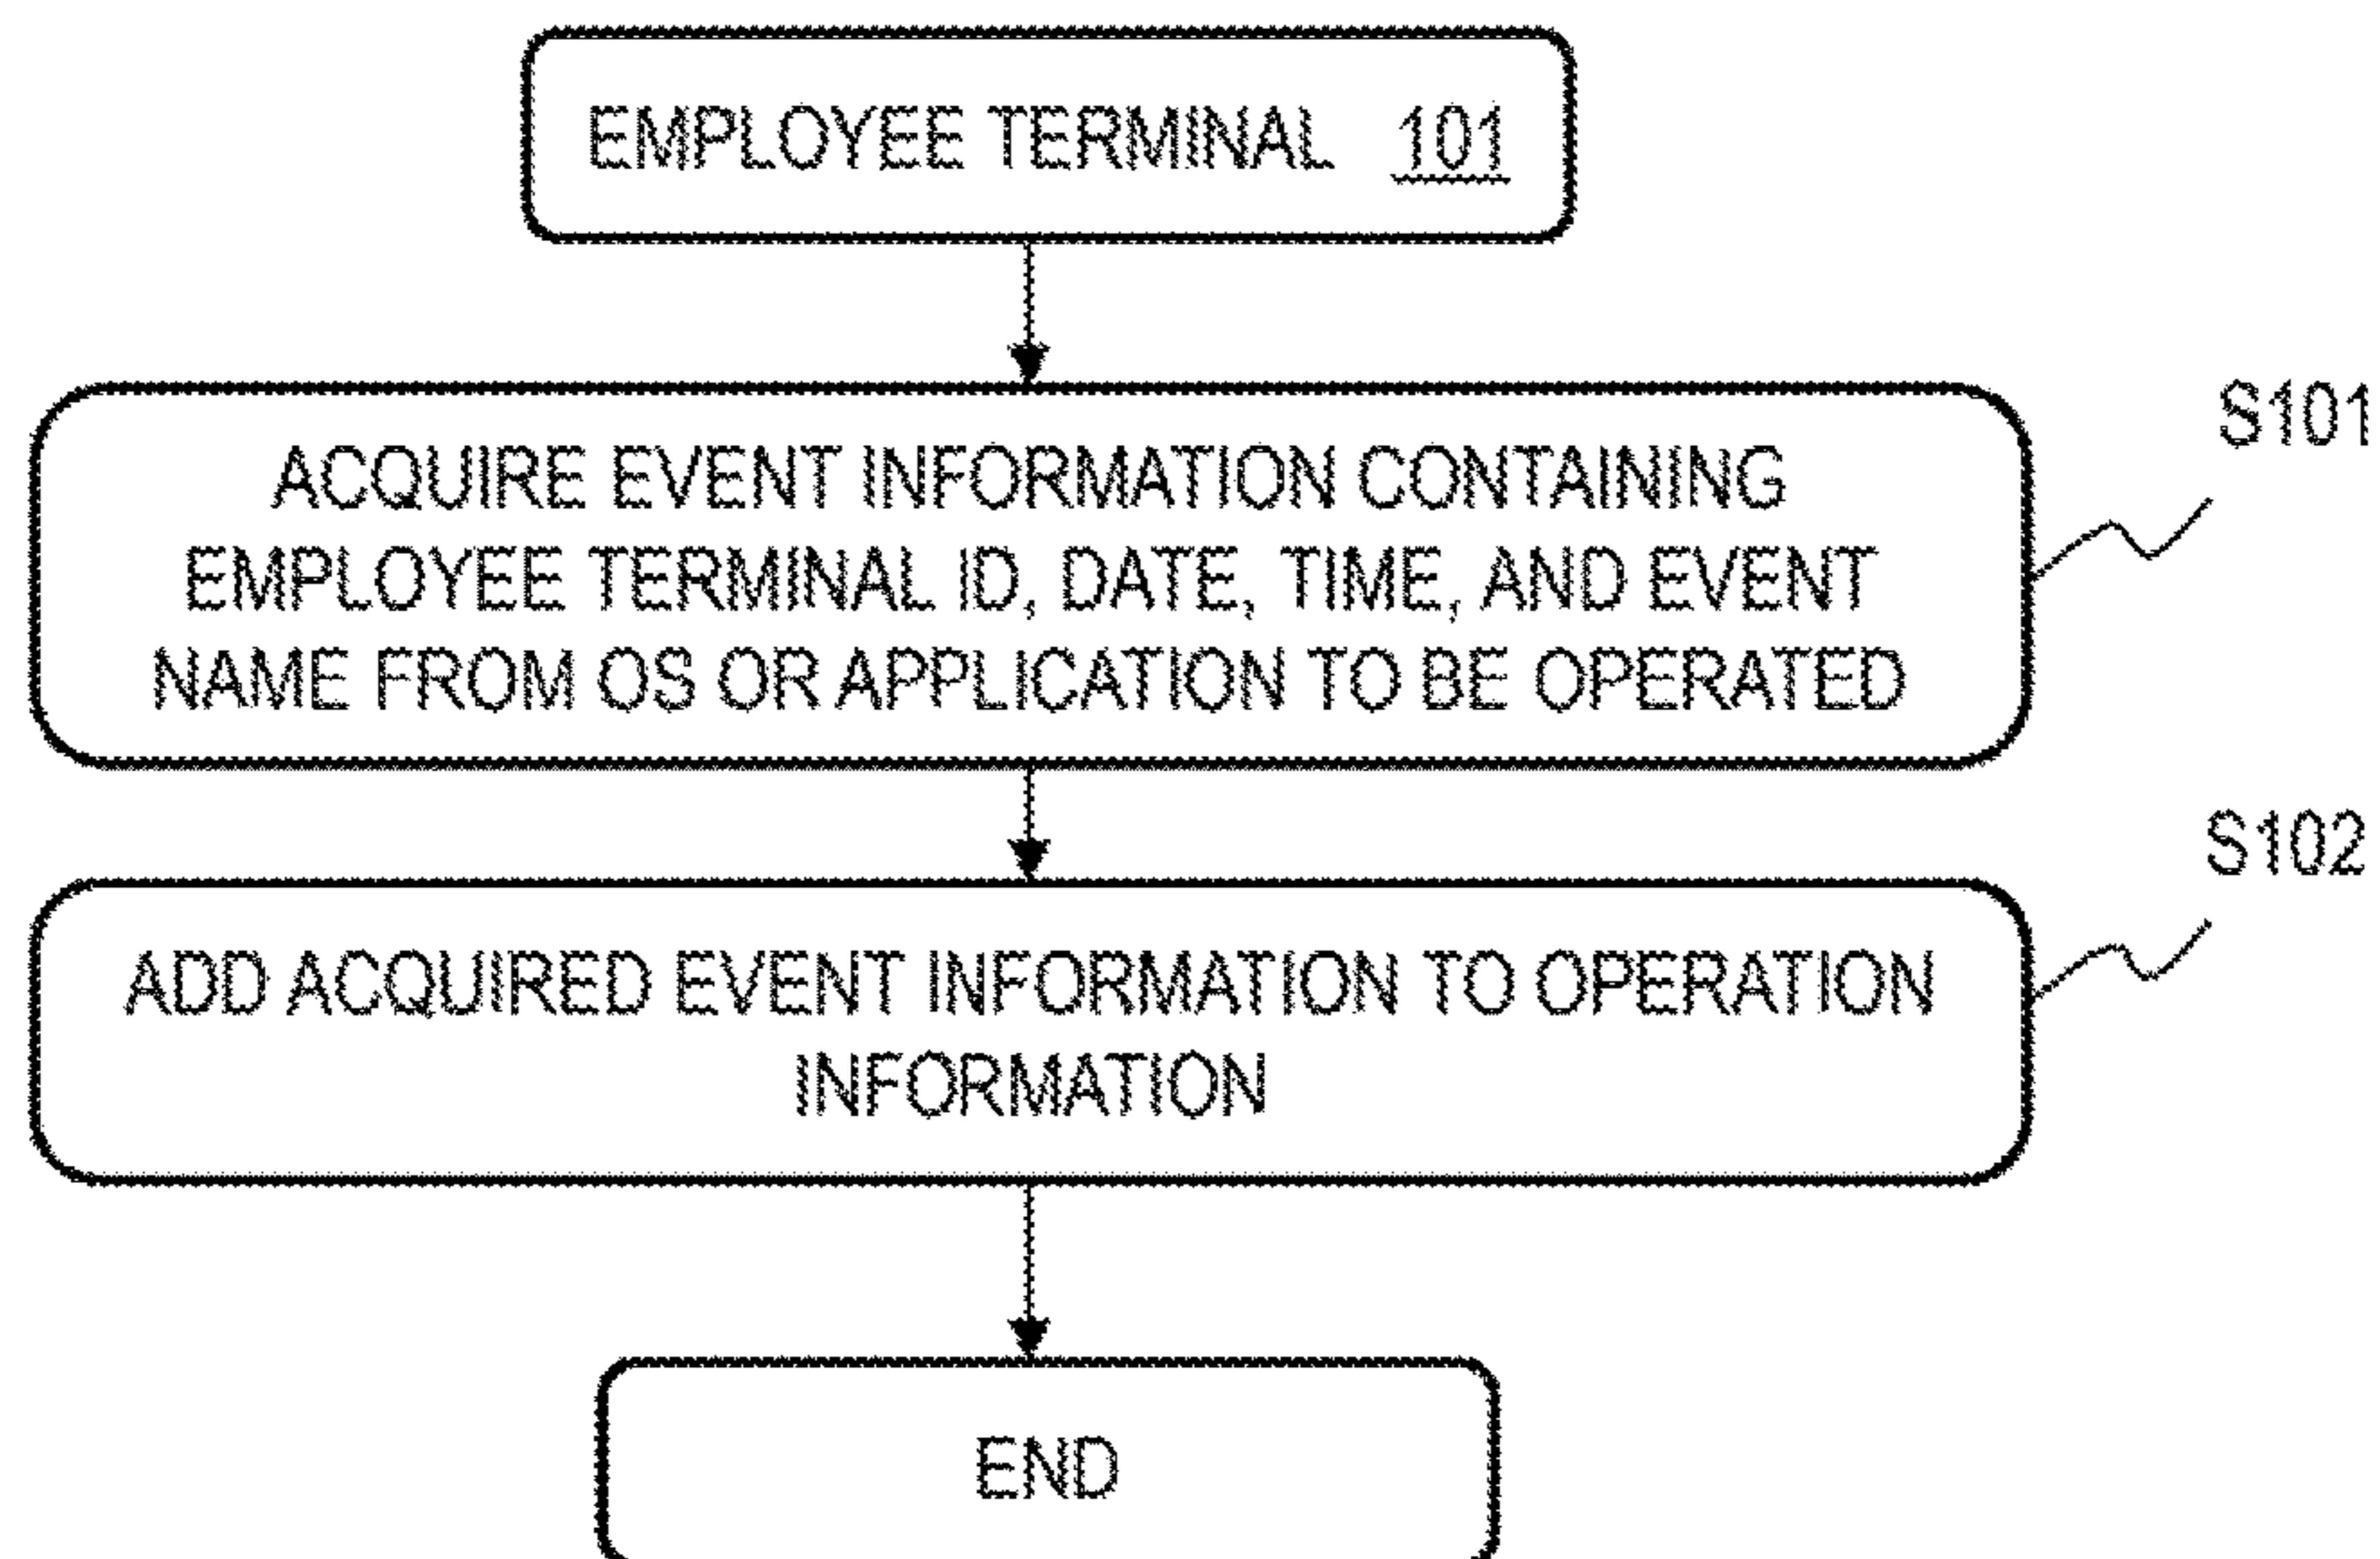 EMPLOYEE TERMINAL 101
S101
ACQUIRE EVENT INFORMATION CONTAINING
EMPLOYEE TERMINAL ID, DATE, TIME, AND EVENT
NAME FROM OS OR APPLICATION TO BE OPERATED
S102
ADD ACQUIRED EVENT INFORMATION TO OPERATION
INFORMATION
END